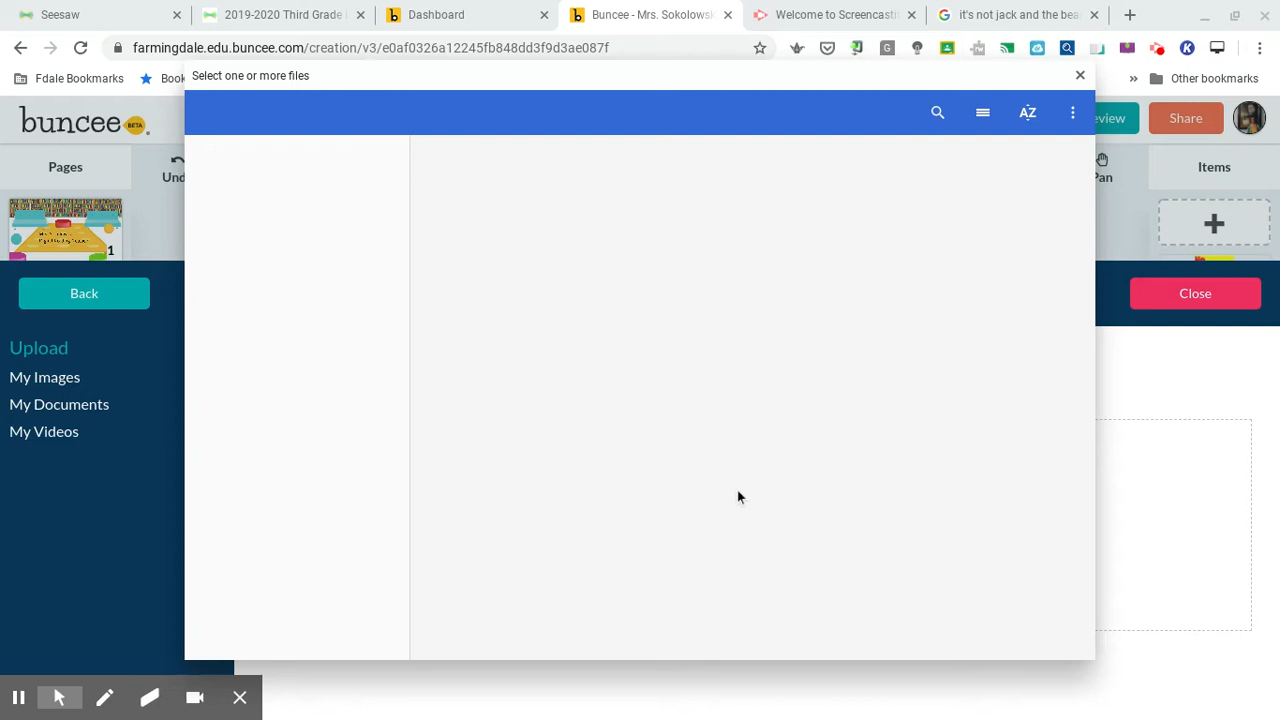 Seesaw
2019-2020 Third Grade
Dashboard
Buncee - Mrs. Sokolowsk
Welcome to Screencast
it's not jack and the bea
farmingdale.edu.buncee.com/creation/v3/e0af0326a12245fb848dd3f9d3ae087f
Fdale Bookmarks
Book
Other bookmarks
Select one or more files
buncee BETA
AZ
eview
Share
Pages
Und
Pan
Items
1
Back
Close
Upload
My Images
My Documents
My Videos